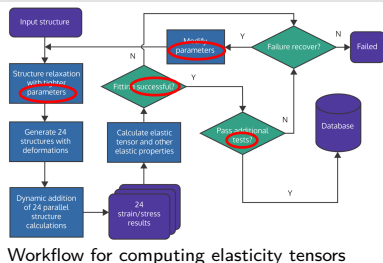 Input structure
Structure relaxation
with tighter
parameters
Generate 24
structures with
deformations
Dynamic addition
of 24 parallel
structure
calculations
24
strain/stress
results
Calculate elastic
tensor and other
elastic properties
Fitting successful?
N
Y
Modify
parameters
Y
Failure recover?
N
Failed
Pass additional
tests?
N
Y
Database
Workflow for computing elasticity tensors